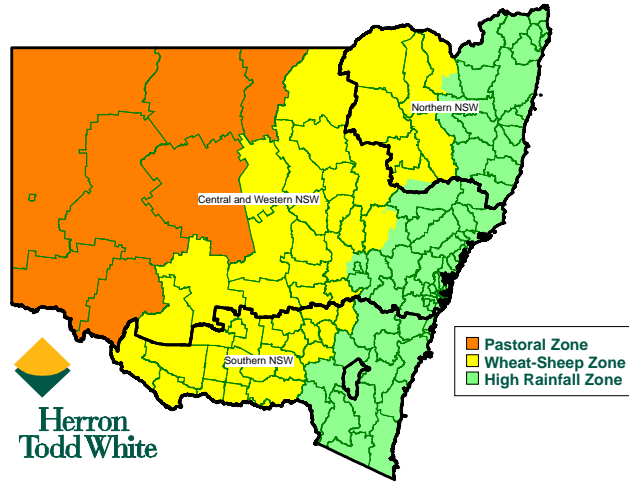 Northern NSW
Central and Western NSW
Southern NSW
Pastoral Zone
Wheat-Sheep Zone
High Rainfall Zone
Herron
Todd White